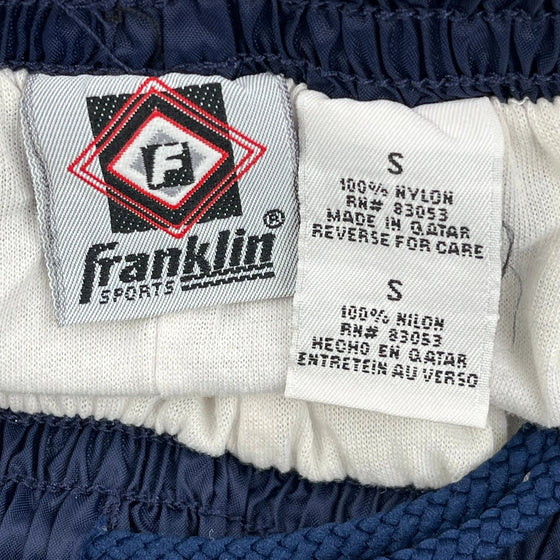 F
franklin®
SPORTS
S
100% NYLON
RN# 83053
MADE IN QATAR
REVERSE FOR CARE
S
100% NILON
RN# 83053
HECHO EN QATAR
ENTRETEIN AU VERSO